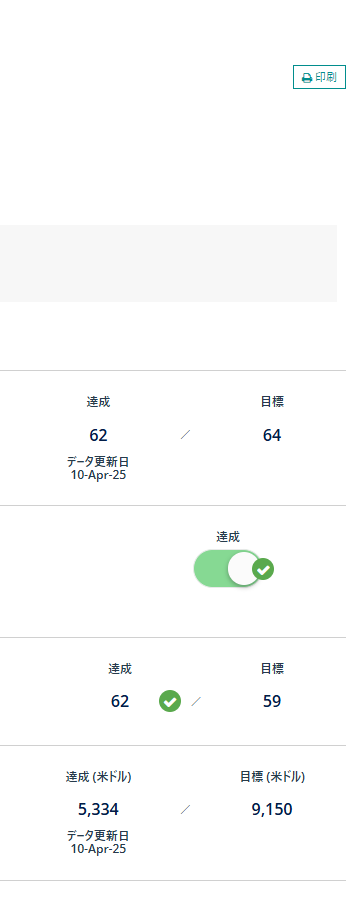 印刷
達成 目標
62 / 64
データ更新日
10-Apr-25
達成
達成 目標
62 / 59
達成 (米ドル) 目標 (米ドル)
5,334 / 9,150
データ更新日
10-Apr-25